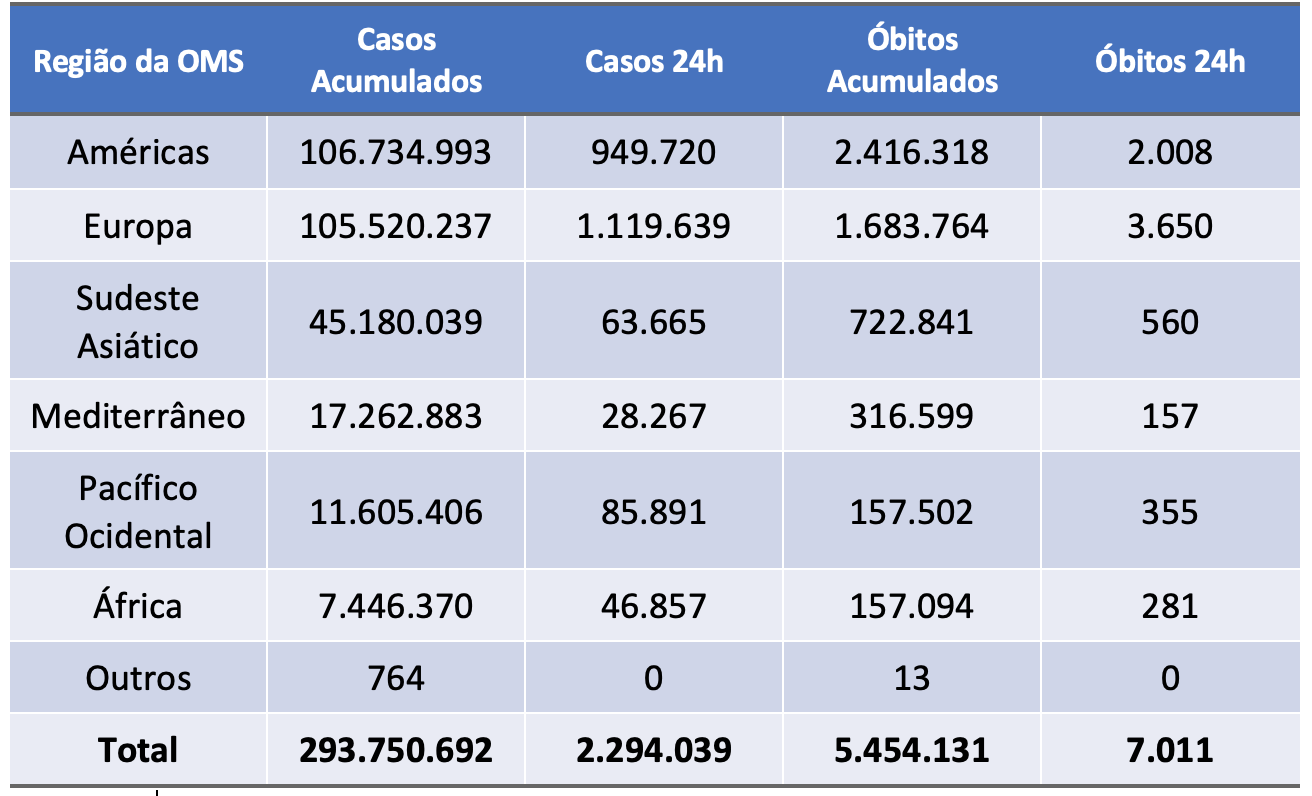 Região da OMS Casos Acumulados Casos 24h Óbitos Acumulados Óbitos 24h
Américas 106.734.993 949.720 2.416.318 2.008
Europa 105.520.237 1.119.639 1.683.764 3.650
Sudeste Asiático 45.180.039 63.665 722.841 560
Mediterrâneo 17.262.883 28.267 316.599 157
Pacífico Ocidental 11.605.406 85.891 157.502 355
África 7.446.370 46.857 157.094 281
Outros 764 0 13 0
Total 293.750.692 2.294.039 5.454.131 7.011